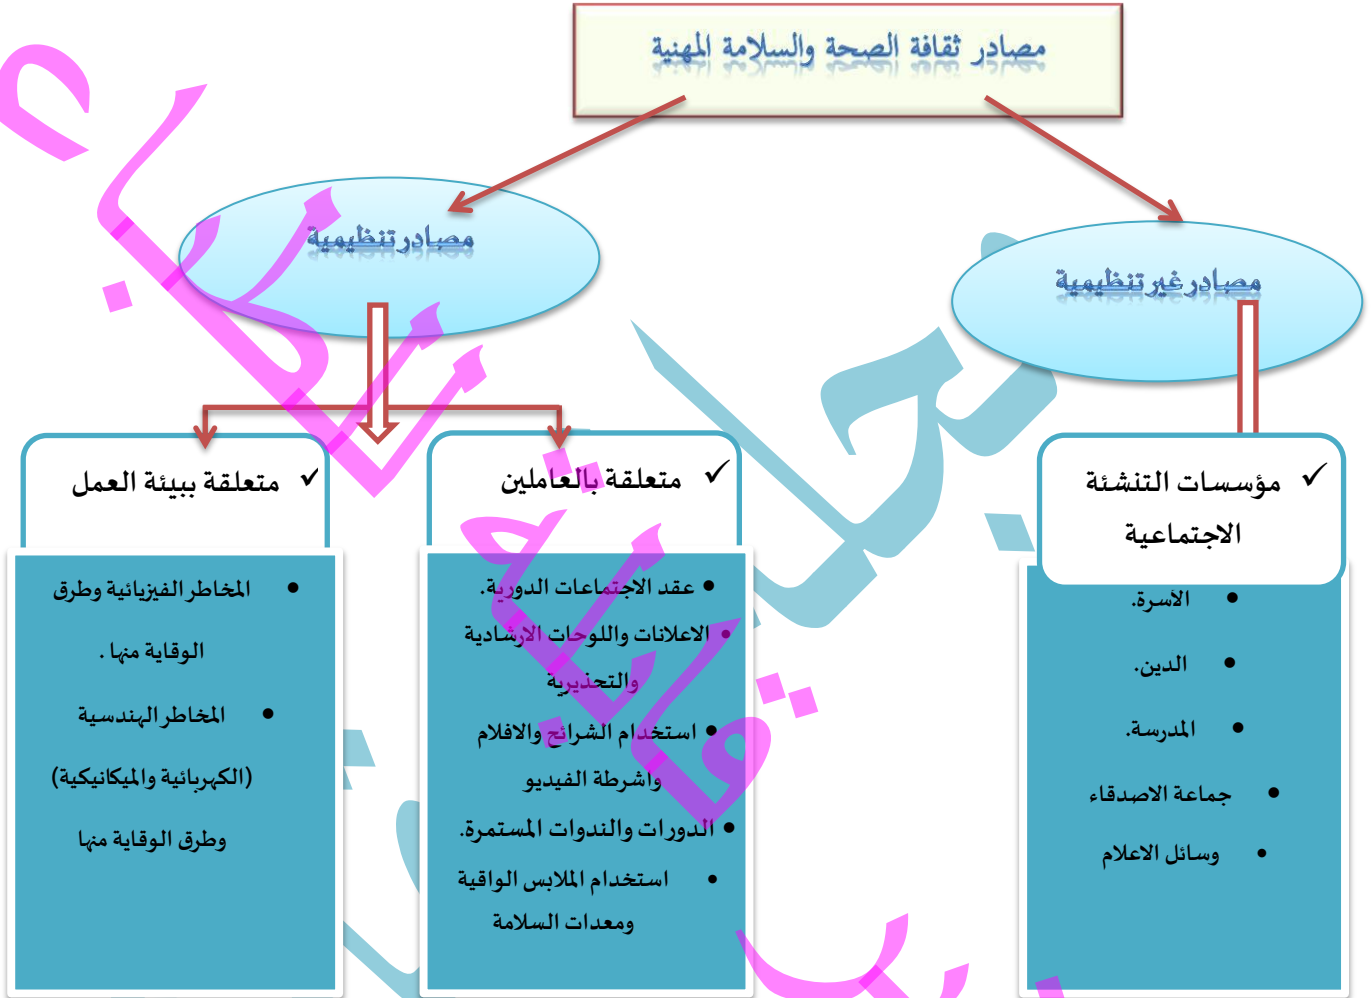 مصادر ثقافة الصحة والسلامة المهنية
مصادر غير تنظيمية
مصادر تنظيمية
✓ مؤسسات التنشئة
الاجتماعية
• الأسرة.
• الدين.
• المدرسة.
• جماعة الاصدقاء
• وسائل الاعلام
✓ متعلقة بالعاملين
• عقد الاجتماعات الدورية.
• الاعلانات واللوحات الارشادية
والتحذيرية
• استخدام الشرائح والافلام
واشرطة الفيديو
• الدورات والندوات المستمرة.
• استخدام الملابس الواقية
ومعدات السلامة
✓ متعلقة ببيئة العمل
• المخاطر الفيزيائية وطرق
الوقاية منها .
• المخاطر الهندسية
(الكهربائية والميكانيكية)
وطرق الوقاية منها